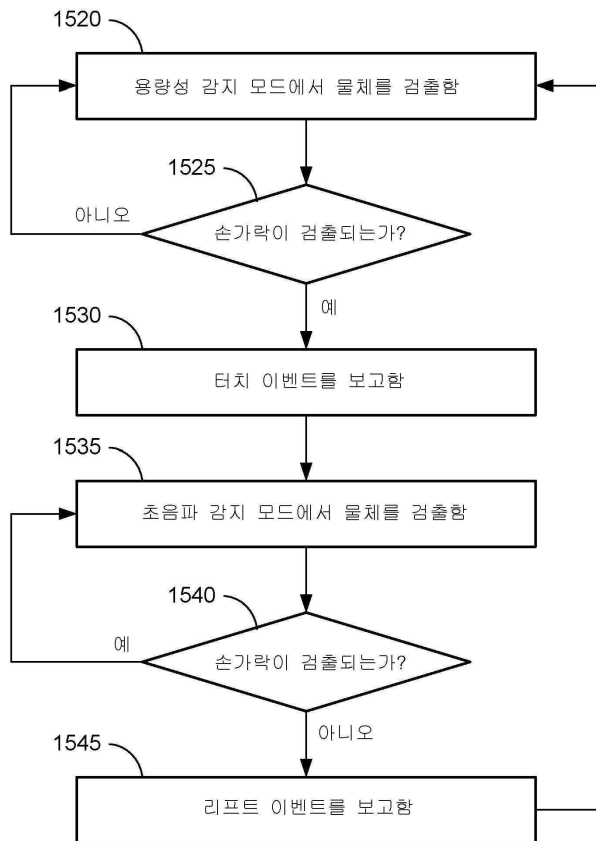 1520
용량성 감지 모드에서 물체를 검출함
1525
아니오
손가락이 검출되는가?
예
1530
터치 이벤트를 보고함
1535
초음파 감지 모드에서 물체를 검출함
1540
예
손가락이 검출되는가?
아니오
1545
리프트 이벤트를 보고함